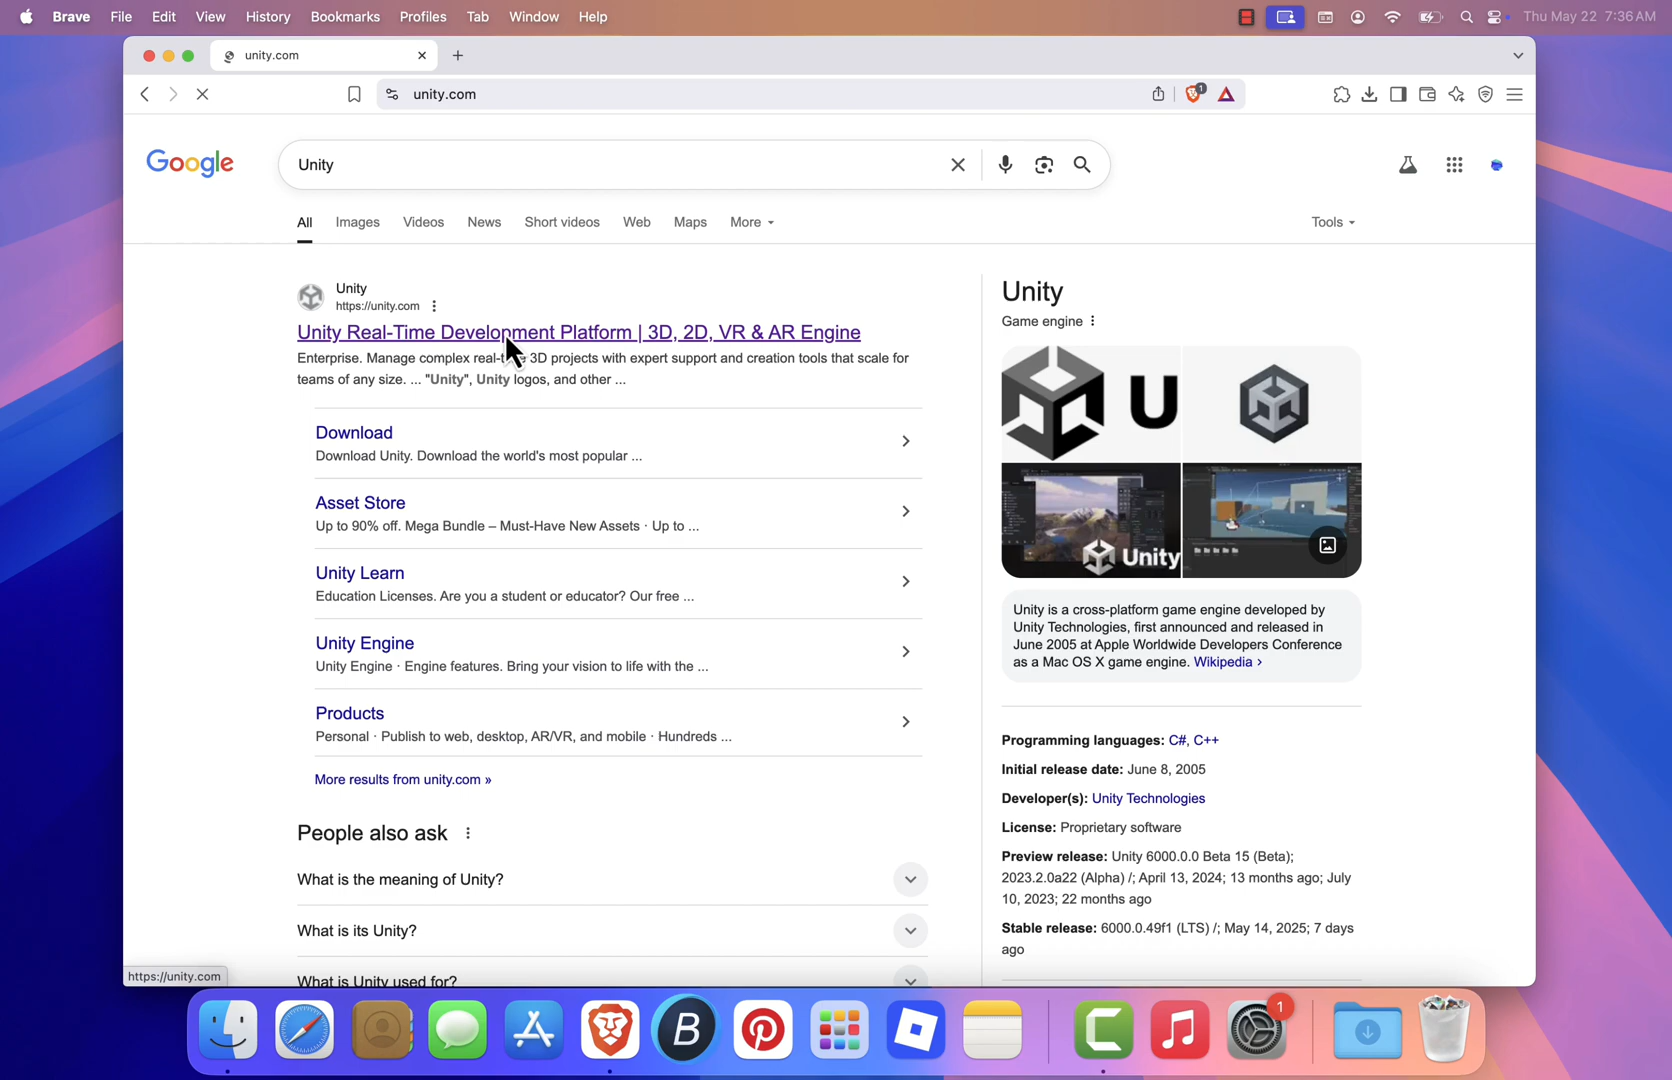 Brave File Edit View History Bookmarks Profiles Tab Window Help Thu May 22 7:36 AM
unity.com
unity.com
1
Google
Unity
All Images Videos News Short videos Web Maps More Tools
Unity
https://unity.com
Unity Real-Time Development Platform | 3D, 2D, VR & AR Engine
Enterprise. Manage complex real-t 3D projects with expert support and creation tools that scale for
teams of any size. ... "Unity", Unity logos, and other ...
Download
Download Unity. Download the world's most popular ...
Asset Store
Up to 90% off. Mega Bundle – Must-Have New Assets · Up to ...
Unity Learn
Education Licenses. Are you a student or educator? Our free ...
Unity Engine
Unity Engine · Engine features. Bring your vision to life with the ...
Products
Personal · Publish to web, desktop, AR/VR, and mobile · Hundreds ...
More results from unity.com »
People also ask
What is the meaning of Unity?
What is its Unity?
What is Unity used for?
Unity
Game engine
U
Unity
Unity is a cross-platform game engine developed by
Unity Technologies, first announced and released in
June 2005 at Apple Worldwide Developers Conference
as a Mac OS X game engine. Wikipedia ›
Programming languages: C#, C++
Initial release date: June 8, 2005
Developer(s): Unity Technologies
License: Proprietary software
Preview release: Unity 6000.0.0 Beta 15 (Beta);
2023.2.0a22 (Alpha) /; April 13, 2024; 13 months ago; July
10, 2023; 22 months ago
Stable release: 6000.0.49f1 (LTS) /; May 14, 2025; 7 days
ago
https://unity.com
B
1